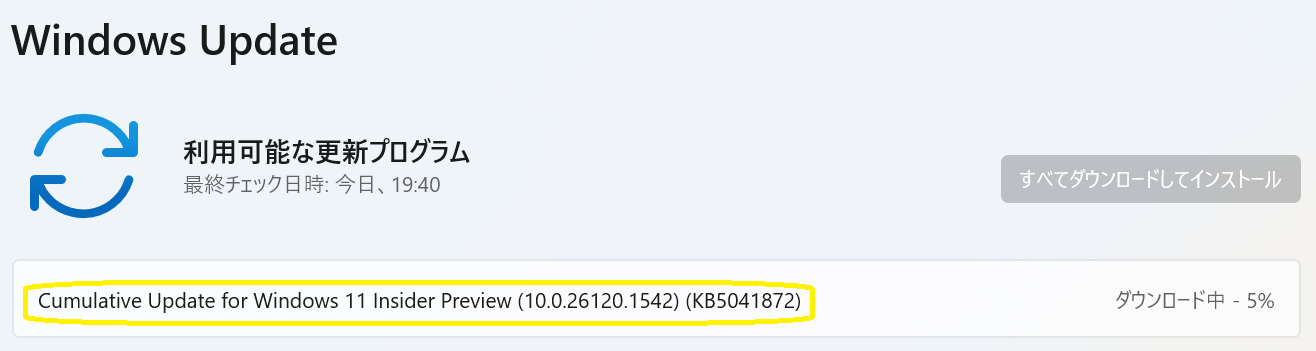 Windows Update
利用可能な更新プログラム
最終チェック日時: 今日、19:40
すべてダウンロードしてインストール
Cumulative Update for Windows 11 Insider Preview (10.0.26120.1542) (KB5041872)
ダウンロード中 - 5%